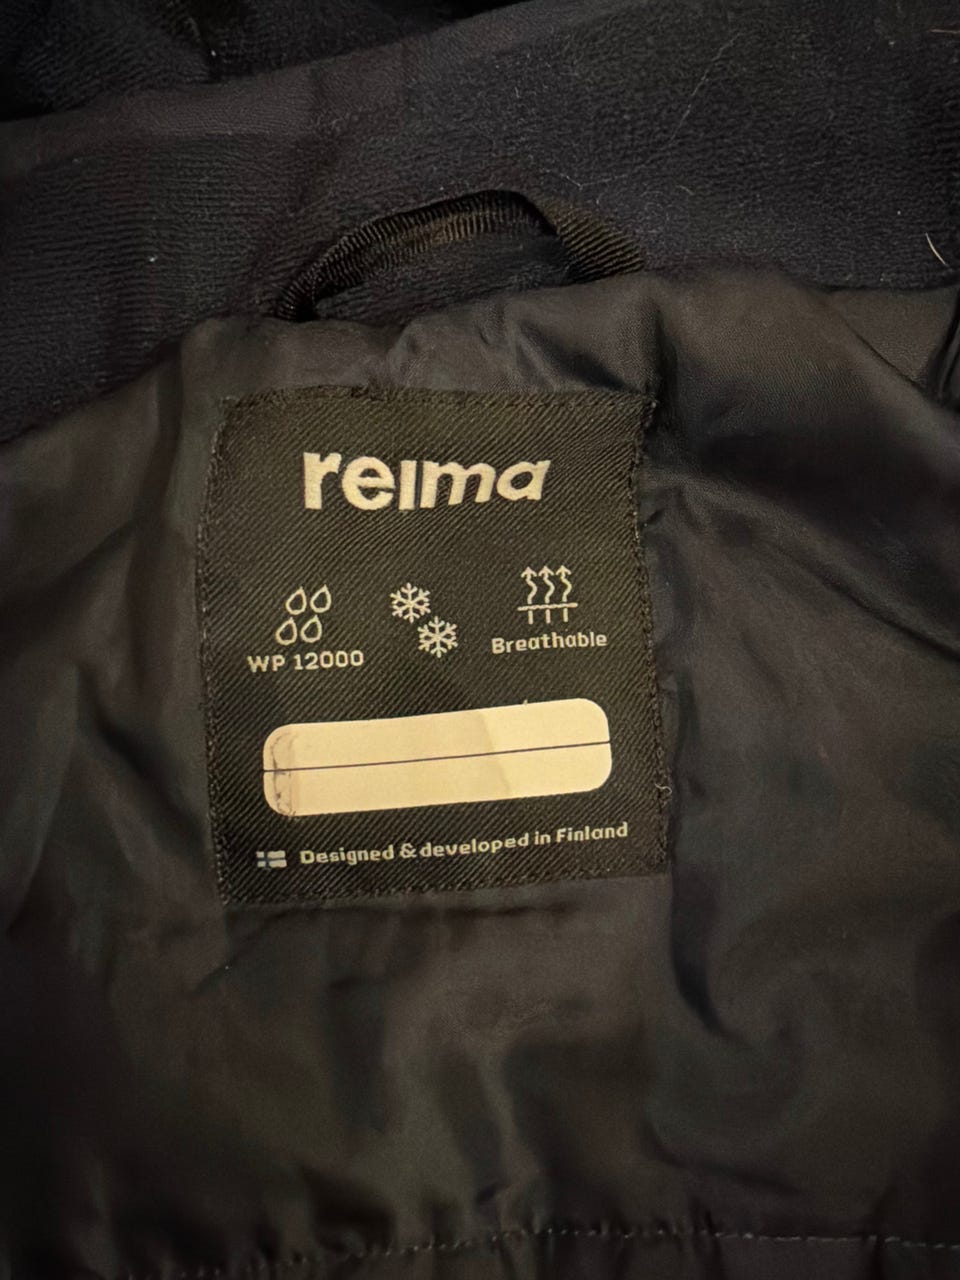 reima
WP 12000
Breathable
Designed & developed in Finland